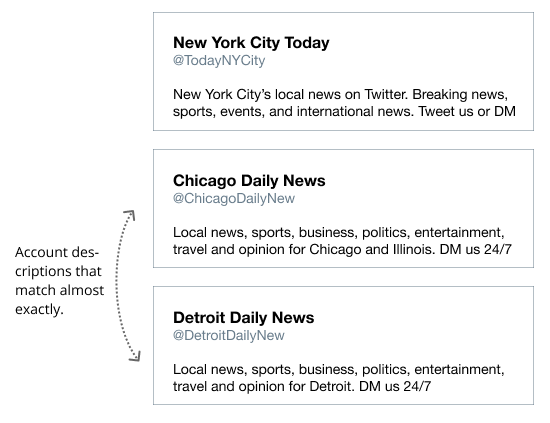 New York City Today
@TodayNYCity
New York City’s local news on Twitter. Breaking news,
sports, events, and international news. Tweet us or DM
Chicago Daily News
@ChicagoDailyNew
Local news, sports, business, politics, entertainment,
travel and opinion for Chicago and Illinois. DM us 24/7
Account des-
criptions that
match almost
exactly.
Detroit Daily News
@DetroitDailyNew
Local news, sports, business, politics, entertainment,
travel and opinion for Detroit. DM us 24/7